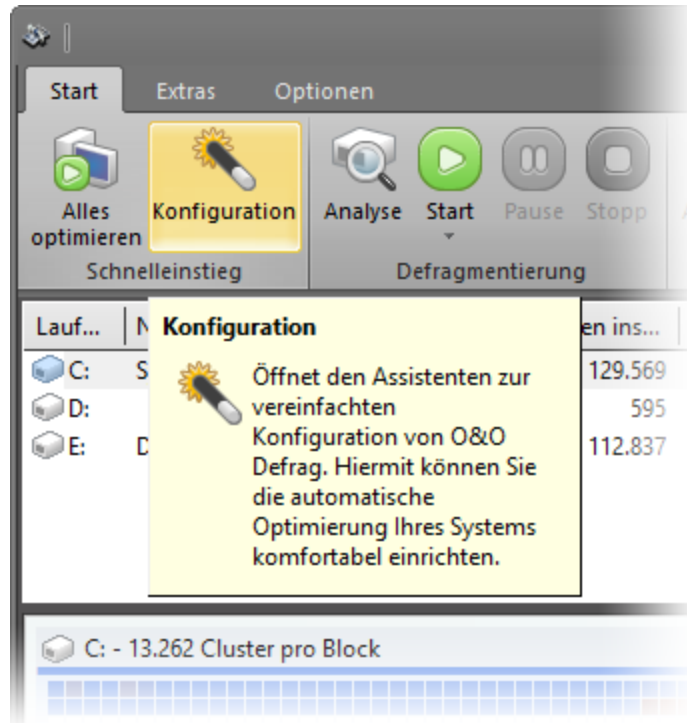 Start Extras Optionen
Alles optimieren
Konfiguration
Analyse
Start
Pause
Stopp
Schnelleinstieg
Defragmentierung
Lauf... en ins...
C: 129.569
D: 595
E: 112.837
Konfiguration
Öffnet den Assistenten zur
vereinfachten
Konfiguration von O&O
Defrag. Hiermit können Sie
die automatische
Optimierung Ihres Systems
komfortabel einrichten.
C: - 13.262 Cluster pro Block